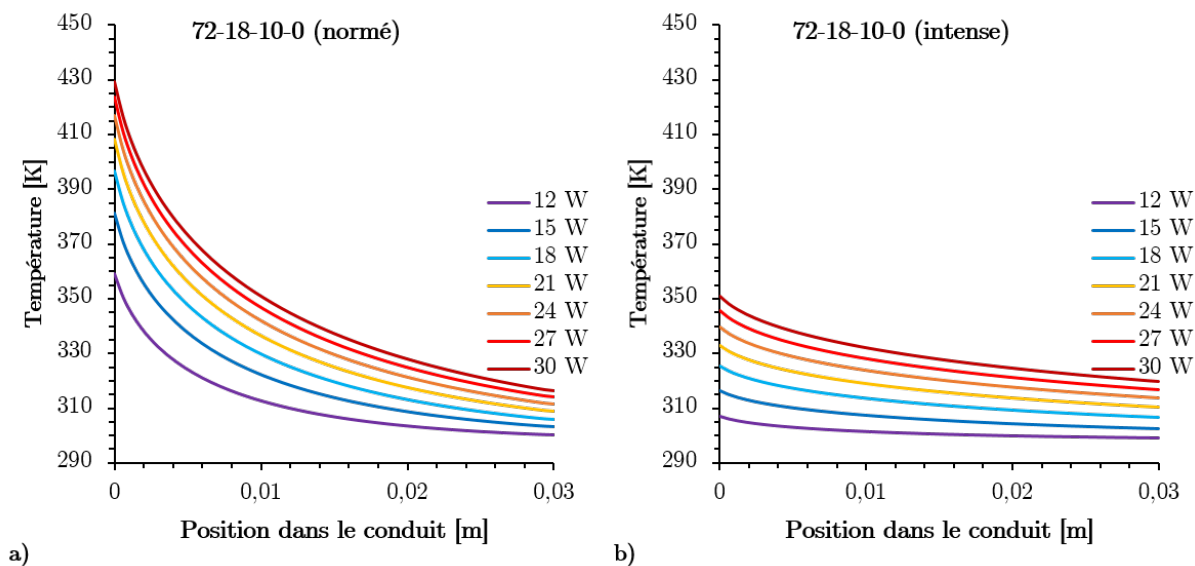 72-18-10-0 (normé)
450
430
410
390
370
350
330
310
290
Température [K]
0
0,01
0,02
0,03
Position dans le conduit [m]
12 W
15 W
18 W
21 W
24 W
27 W
30 W
a)
72-18-10-0 (intense)
450
430
410
390
370
350
330
310
290
Température [K]
0
0,01
0,02
0,03
Position dans le conduit [m]
12 W
15 W
18 W
21 W
24 W
27 W
30 W
b)